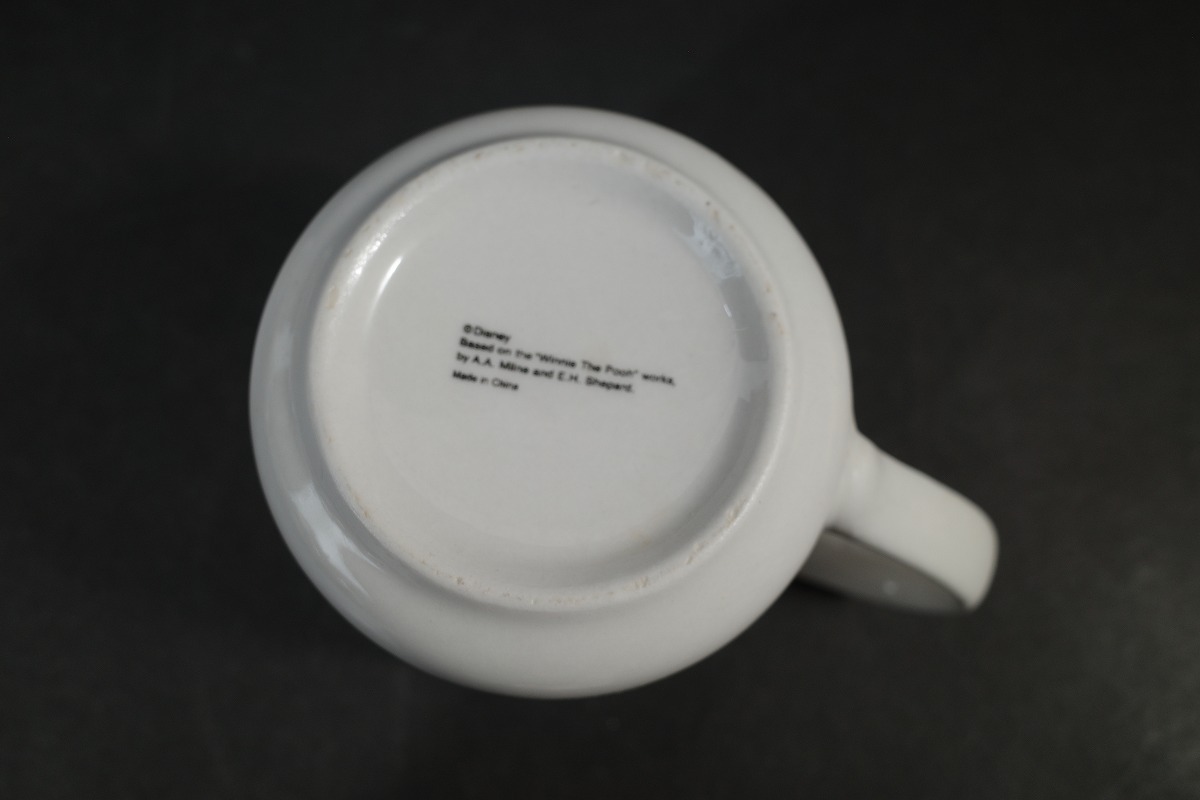 ©Disney
Based on the "Winnie The Pooh" works,
by A.A. Milne and E.H. Shepard.
Made in China